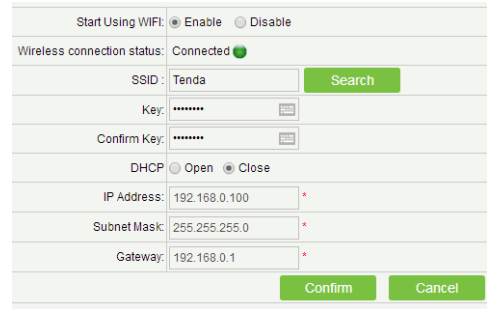 Start Using WIFI: Enable Disable
Wireless connection status: Connected
SSID : Tenda Search
Key: ••••••••
Confirm Key: ••••••••
DHCP Open Close
IP Address: 192.168.0.100 *
Subnet Mask: 255.255.255.0 *
Gateway: 192.168.0.1 *
Confirm Cancel